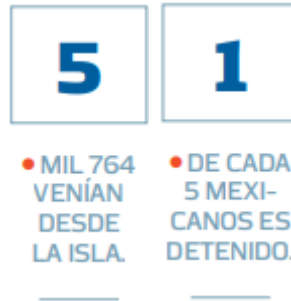 5
• MIL 764
VENÍAN
DESDE
LA ISLA.
1
• DE CADA
5 MEXI-
CANOS ES
DETENIDO.